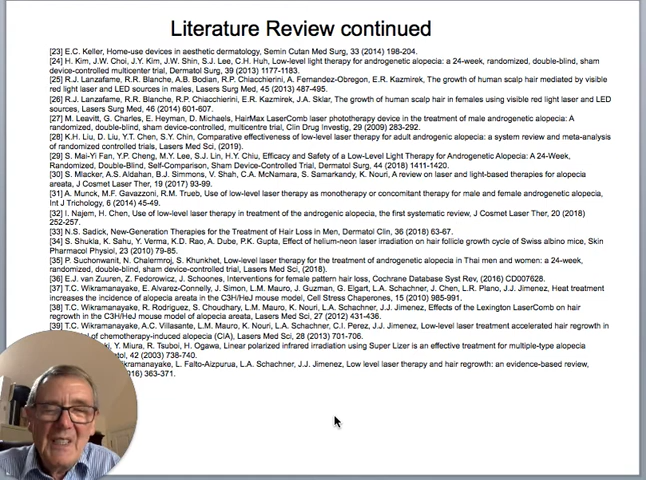 Literature Review continued
[23] E.C. Keller, Home-use devices in aesthetic dermatology, Semin Cutan Med Surg, 33 (2014) 198-204.
[24] H. Kim, J.W. Choi, J.Y. Kim, J.W. Shin, S.J. Lee, C.H. Huh, Low-level light therapy for androgenetic alopecia: a 24-week, randomized, double-blind, sham
device-controlled multicenter trial, Dermatol Surg, 39 (2013) 1177-1183.
[25] R.J. Lanzafame, R.R. Blanche, A.B. Bodian, R.P. Chiacchierini, A. Fernandez-Obregon, E.R. Kazmirek, The growth of human scalp hair mediated by visible
red light laser and LED sources in males, Lasers Surg Med, 45 (2013) 487-495.
[26] R.J. Lanzafame, R.R. Blanche, R.P. Chiacchierini, E.R. Kazmirek, J.A. Sklar, The growth of human scalp hair in females using visible red light laser and LED
sources, Lasers Surg Med, 46 (2014) 601-607.
[27] M. Leavitt, G. Charles, E. Heyman, D. Michaels, HairMax LaserComb laser phototherapy device in the treatment of male androgenetic alopecia: A
randomized, double-blind, sham device-controlled, multicentre trial, Clin Drug Investig, 29 (2009) 283-292.
[28] K.H. Liu, D. Liu, Y.T. Chen, S.Y. Chin, Comparative effectiveness of low-level laser therapy for adult androgenic alopecia: a system review and meta-analysis
of randomized controlled trials, Lasers Med Sci, (2019).
[29] S. Mai-Yi Fan, Y.P. Cheng, M.Y. Lee, S.J. Lin, H.Y. Chiu, Efficacy and Safety of a Low-Level Light Therapy for Androgenetic Alopecia: A 24-Week,
Randomized, Double-Blind, Self-Comparison, Sham Device-Controlled Trial, Dermatol Surg, 44 (2018) 1411-1420.
[30] S. Mlacker, A.S. Aldahan, B.J. Simmons, V. Shah, C.A. McNamara, S. Samarkandy, K. Nouri, A review on laser and light-based therapies for alopecia
areata, J Cosmet Laser Ther, 19 (2017) 93-99.
[31] A. Munck, M.F. Gavazzoni, R.M. Trueb, Use of low-level laser therapy as monotherapy or concomitant therapy for male and female androgenetic alopecia,
Int J Trichology, 6 (2014) 45-49.
[32] I. Najem, H. Chen, Use of low-level light therapy in treatment of the androgenic alopecia, the first systematic review, J Cosmet Laser Ther, 20 (2018)
252-257.
[33] N.S. Sadick, New-Generation Therapies for the Treatment of Hair Loss in Men, Dermatol Clin, 36 (2018) 63-67.
[34] S. Shukla, K. Sahu, Y. Verma, K.D. Rao, A. Dube, P.K. Gupta, Effect of helium-neon laser irradiation on hair follicle growth cycle of Swiss albino mice, Skin
Pharmacol Physiol, 23 (2010) 79-85.
[35] P. Suchonwanit, N. Chalermroj, S. Khunkhet, Low-level laser therapy for the treatment of androgenetic alopecia in Thai men and women: a 24-week,
randomized, double-blind, sham device-controlled trial, Lasers Med Sci, (2018).
[36] E.J. van Zuuren, Z. Fedorowicz, J. Schoones, Interventions for female pattern hair loss, Cochrane Database Syst Rev, (2016) CD007628.
[37] T.C. Wikramanayake, E. Alvarez-Connelly, J. Simon, L.M. Mauro, J. Guzman, G. Elgart, L.A. Schachner, J. Chen, L.R. Plano, J.J. Jimenez, Heat treatment
increases the incidence of alopecia areata in the C3H/HeJ mouse model, Cell Stress Chaperones, 15 (2010) 985-991.
[38] T.C. Wikramanayake, R. Rodriguez, S. Choudhary, L.M. Mauro, K. Nouri, L.A. Schachner, J.J. Jimenez, Effects of the Lexington LaserComb on hair
regrowth in the C3H/HeJ mouse model of alopecia areata, Lasers Med Sci, 27 (2012) 431-436.
[39] T.C. Wikramanayake, A.C. Villasante, L.M. Mauro, K. Nouri, L.A. Schachner, C.I. Perez, J.J. Jimenez, Low-level laser treatment accelerated hair regrowth in
of chemotherapy-induced alopecia (CIA), Lasers Med Sci, 28 (2013) 701-706.
Y. Miura, R. Tsuboi, H. Ogawa, Linear polarized infrared irradiation using Super Lizer is an effective treatment for multiple-type alopecia
42 (2003) 738-740.
L. Falto-Aizpurua, L.A. Schachner, J.J. Jimenez, Low level laser therapy and hair regrowth: an evidence-based review,
363-371.